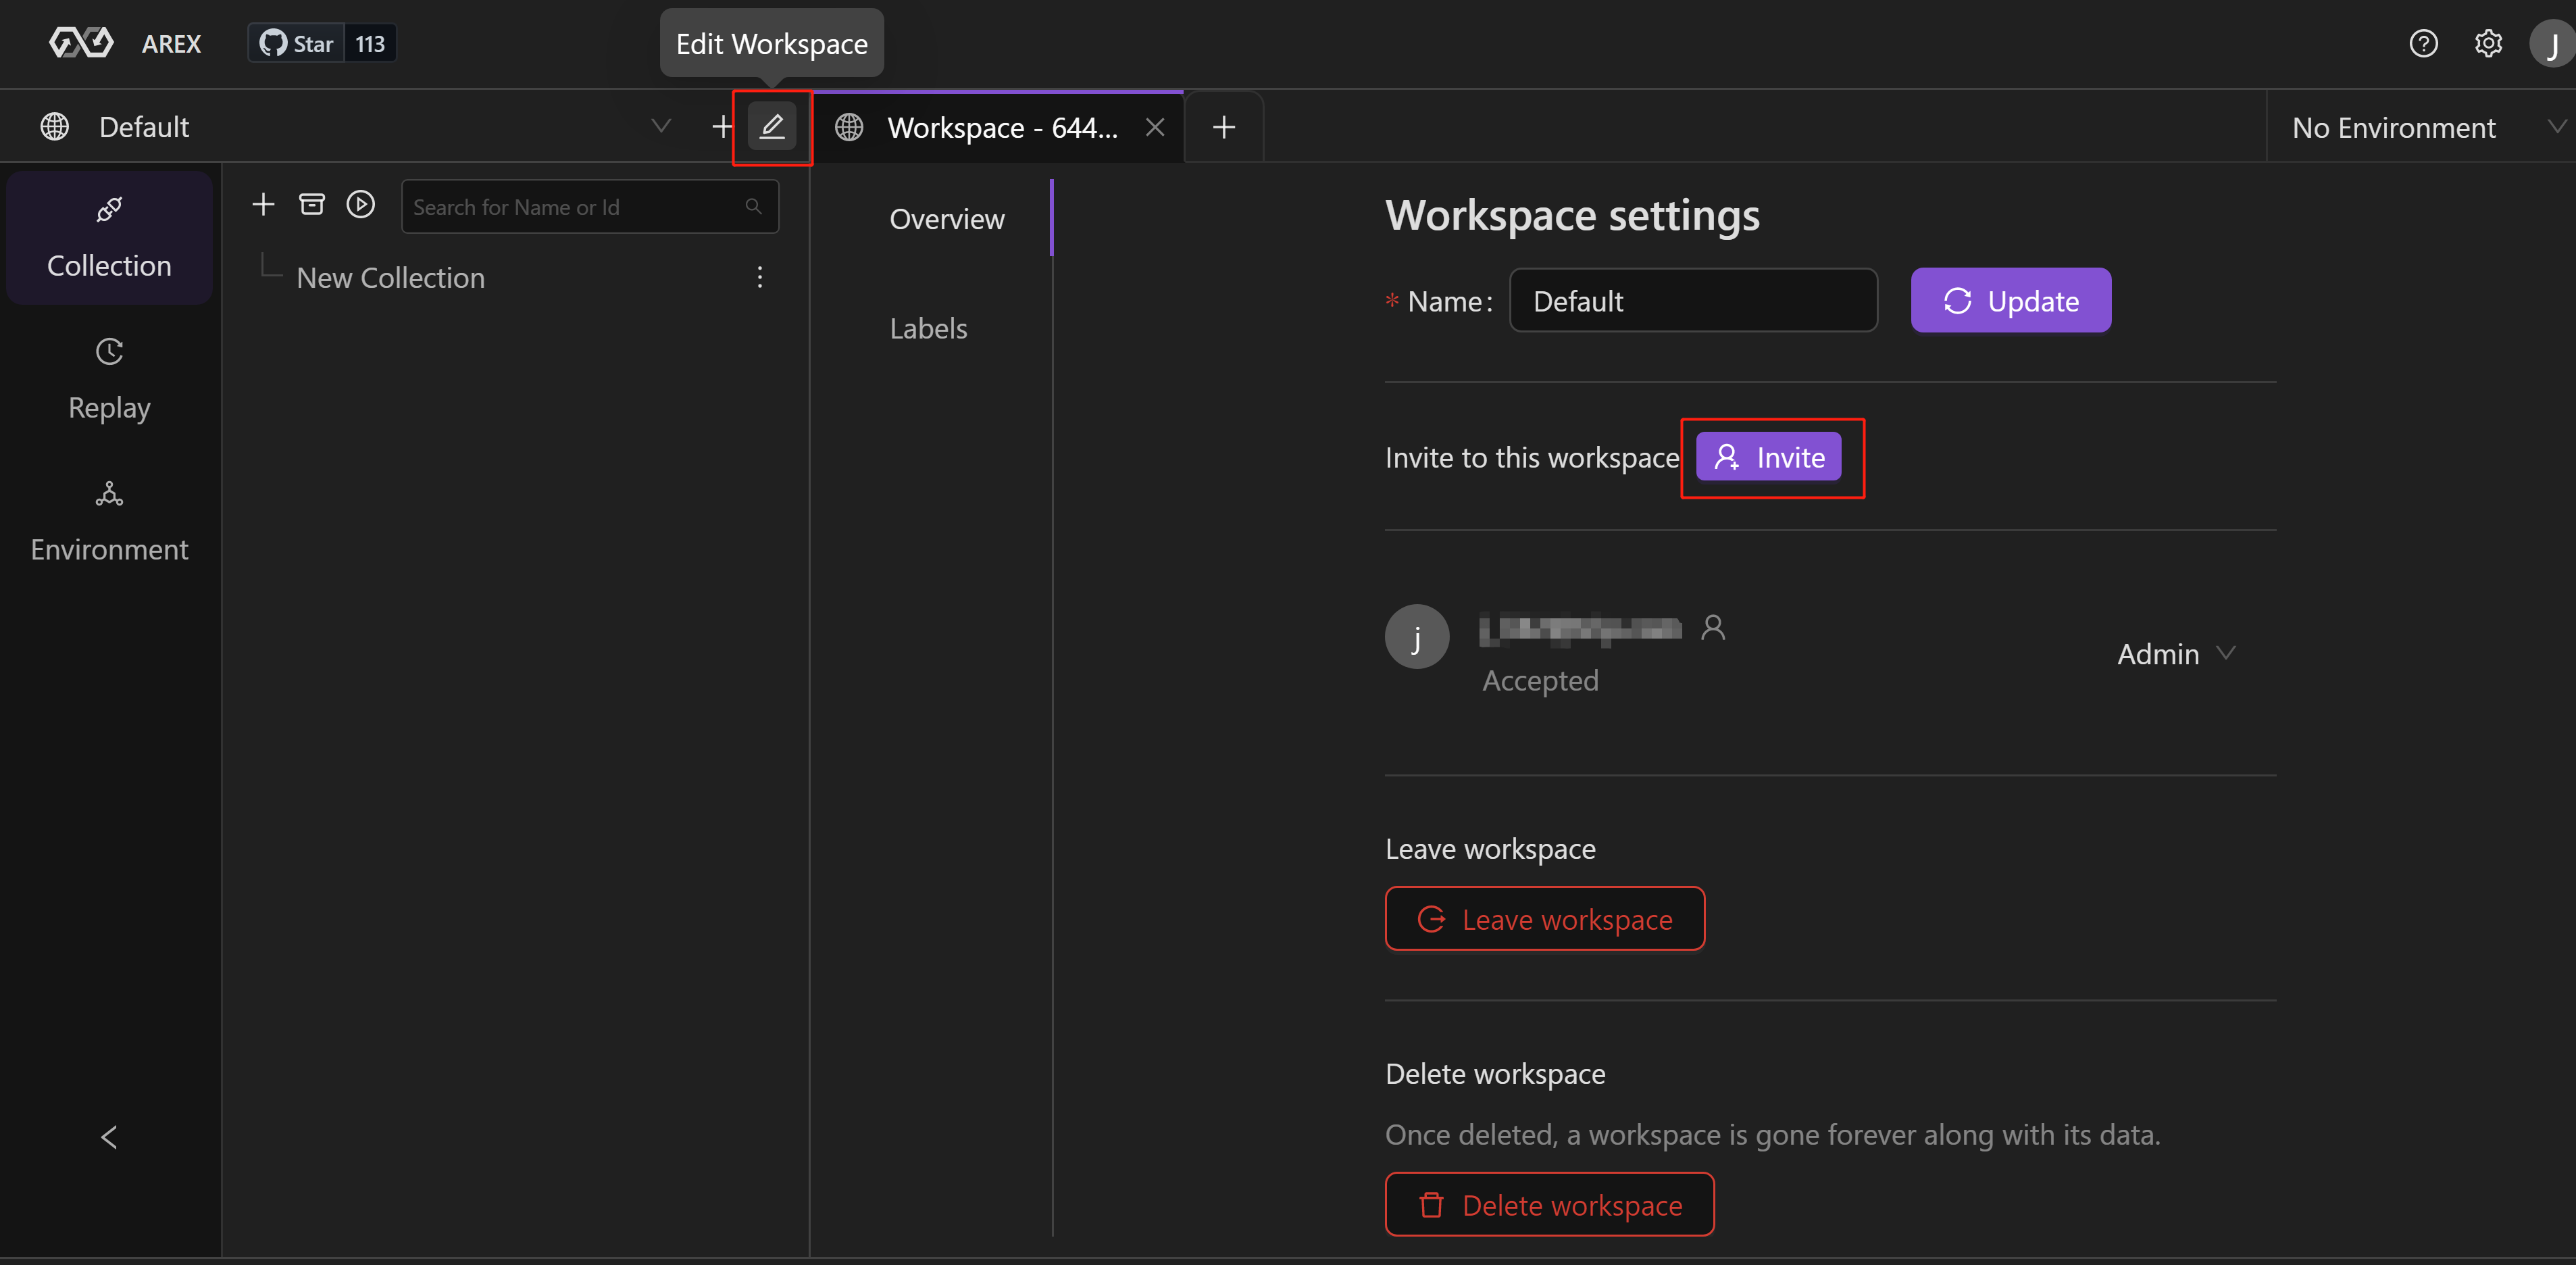 AREX
Star 113
Edit Workspace
J
Default
Workspace - 644...
No Environment
Collection
Replay
Environment
Search for Name or Id
New Collection
Overview
Labels
Workspace settings
* Name: Default
Update
Invite to this workspace
Invite
j
Accepted
Admin
Leave workspace
Leave workspace
Delete workspace
Once deleted, a workspace is gone forever along with its data.
Delete workspace